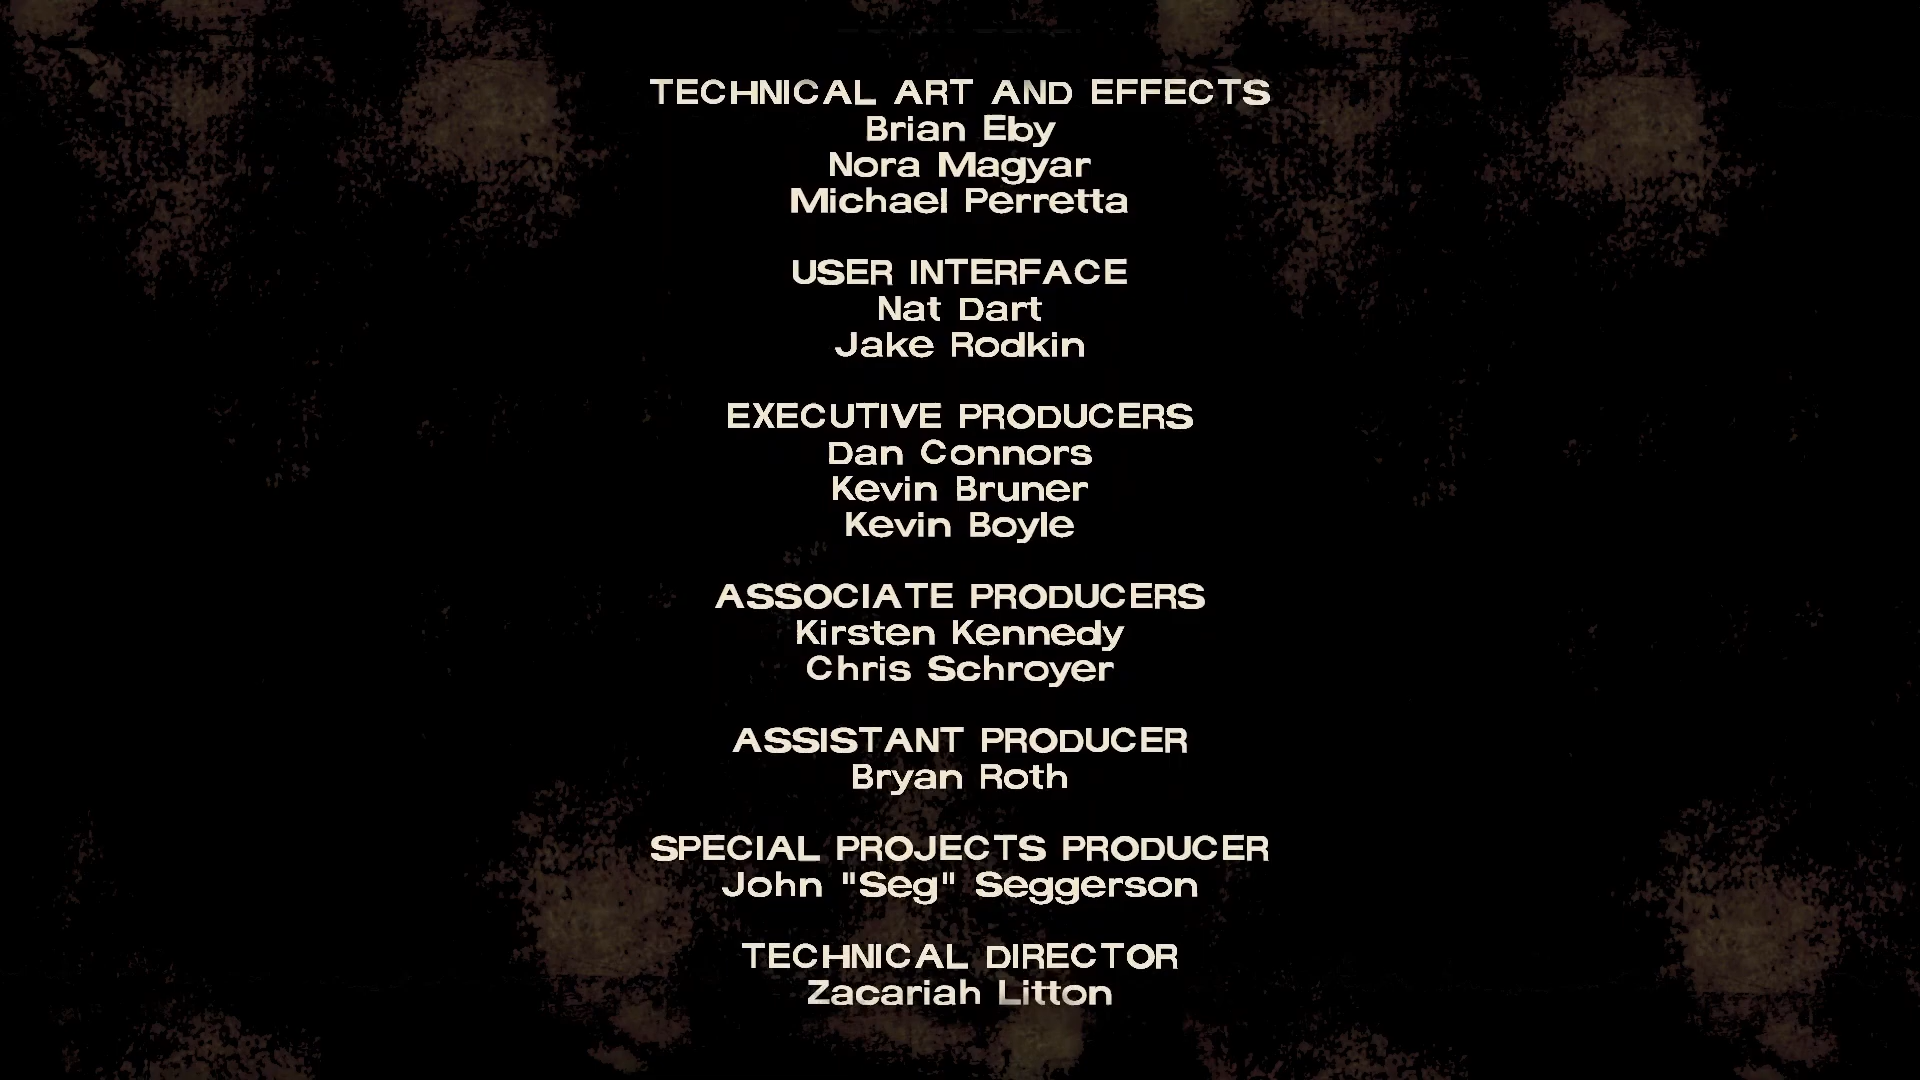 TECHNICAL ART AND EFFECTS
Brian Eby
Nora Magyar
Michael Perretta
USER INTERFACE
Nat Dart
Jake Rodkin
EXECUTIVE PRODUCERS
Dan Connors
Kevin Bruner
Kevin Boyle
ASSOCIATE PRODUCERS
Kirsten Kennedy
Chris Schroyer
ASSISTANT PRODUCER
Bryan Roth
SPECIAL PROJECTS PRODUCER
John "Seg" Seggerson
TECHNICAL DIRECTOR
Zacariah Litton